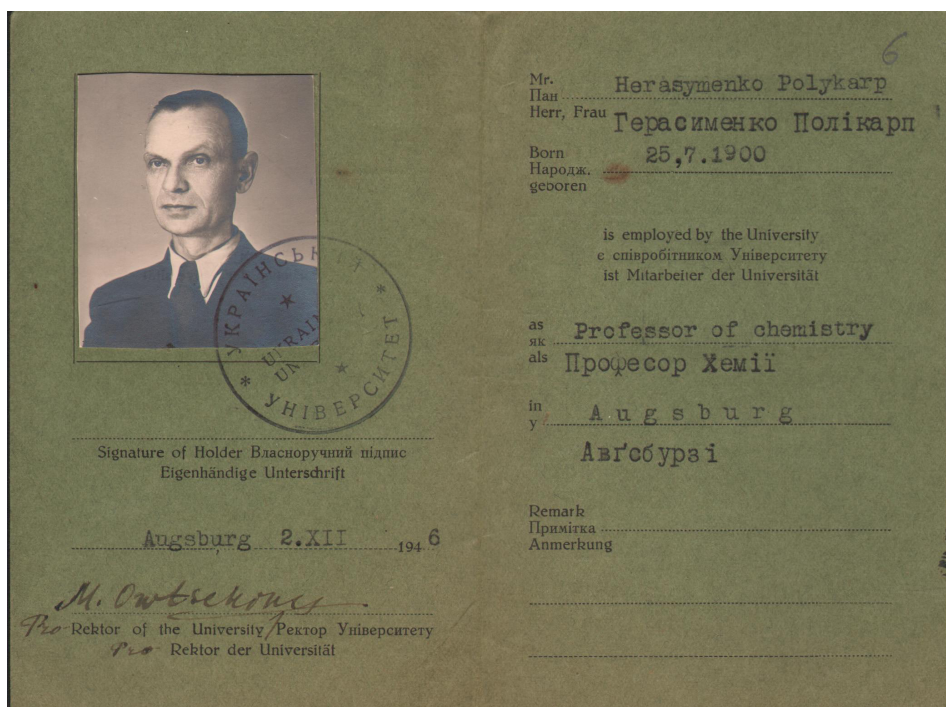 УКРАЇНСЬКИЙ
УНІВЕРСИТЕТ
Signature of Holder Власноручний підпис
Eigenhändige Unterschrift
Augsburg 2.XII 1946
Pro Rektor of the University/Ректор Університету
Pro Rektor der Universität
6
Mr.
Пан Herasymenko Polykarp
Herr, Frau Герасименко Полікарп
Born
Народж. 25,7.1900
geboren
is employed by the University
є співробітником Університету
ist Mitarbeiter der Universität
as
як Professor of chemistry
als Професор Хемії
in
у Augsburg
Авґсбурзі
Remark
Примітка
Anmerkung